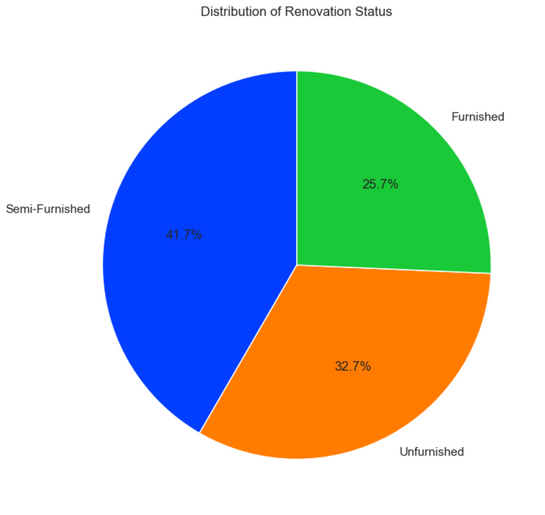 Distribution of Renovation Status
Furnished
25.7%
Semi-Furnished
41.7%
32.7%
Unfurnished